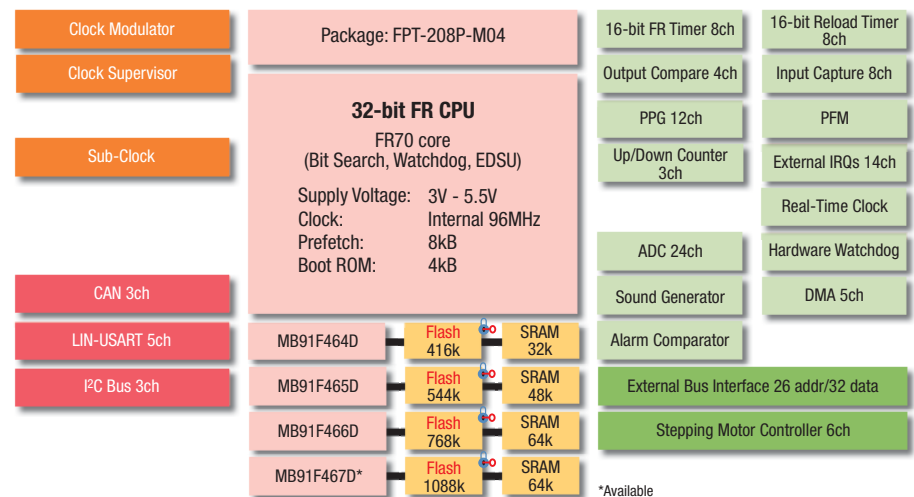 Clock Modulator
Clock Supervisor
Sub-Clock
CAN 3ch
LIN-USART 5ch
I²C Bus 3ch
Package: FPT-208P-M04
32-bit FR CPU
FR70 core
(Bit Search, Watchdog, EDSU)
Supply Voltage: 3V - 5.5V
Clock: Internal 96MHz
Prefetch: 8kB
Boot ROM: 4kB
MB91F464D
Flash
416k
SRAM
32k
MB91F465D
Flash
544k
SRAM
48k
MB91F466D
Flash
768k
SRAM
64k
MB91F467D*
Flash
1088k
SRAM
64k
16-bit FR Timer 8ch
16-bit Reload Timer
8ch
Output Compare 4ch
Input Capture 8ch
PPG 12ch
PFM
Up/Down Counter
3ch
External IRQs 14ch
Real-Time Clock
ADC 24ch
Hardware Watchdog
Sound Generator
DMA 5ch
Alarm Comparator
External Bus Interface 26 addr/32 data
Stepping Motor Controller 6ch
*Available